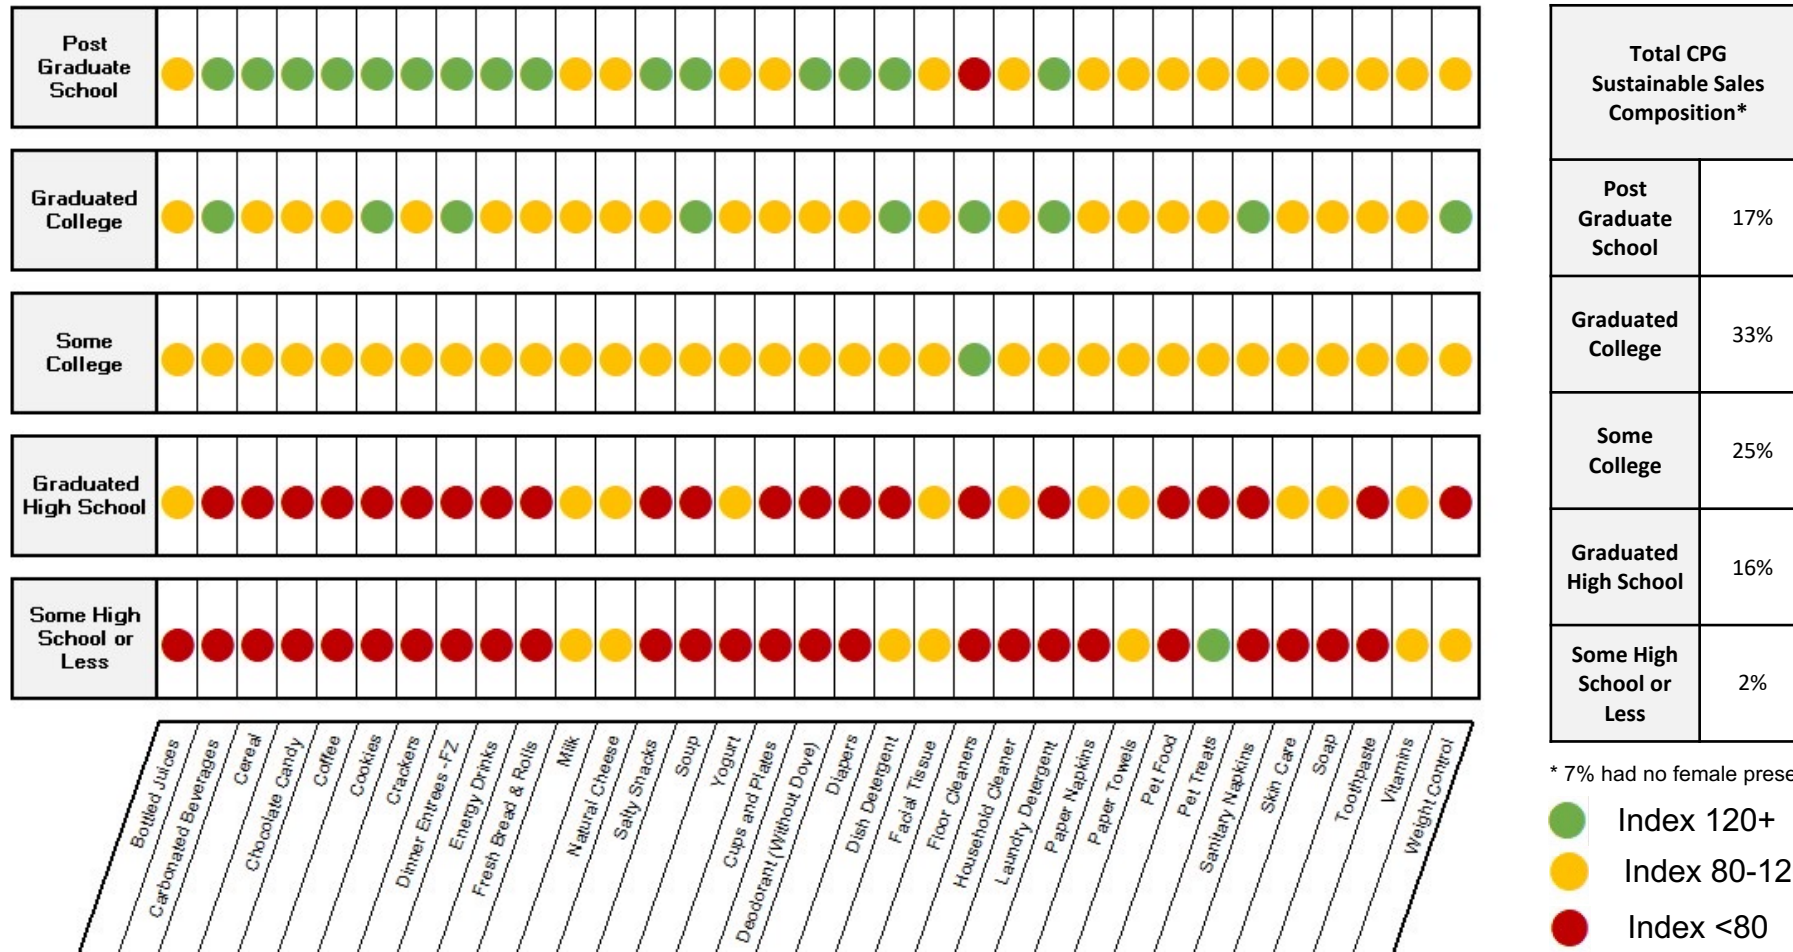 Post
Graduate
School
Graduated
College
Some
College
Graduated
High School
Some High
School or
Less
Bottled Juices
Carbonated Beverages
Cereal
Chocolate Candy
Coffee
Cookies
Crackers
Dinner Entrees -FZ
Energy Drinks
Fresh Bread & Rolls
Milk
Natural Cheese
Salty Snacks
Soup
Yogurt
Cups and Plates
Deodorant (Without Dove)
Diapers
Dish Detergent
Facial Tissue
Floor Cleaners
Household Cleaner
Laundry Detergent
Paper Napkins
Paper Towels
Pet Food
Pet Treats
Sanitary Napkins
Skin Care
Soap
Toothpaste
Vitamins
Weight Control
Total CPG
Sustainable Sales
Composition*
Post
Graduate
School
17%
Graduated
College
33%
Some
College
25%
Graduated
High School
16%
Some High
School or
Less
2%
* 7% had no female prese
Index 120+
Index 80-12
Index <80